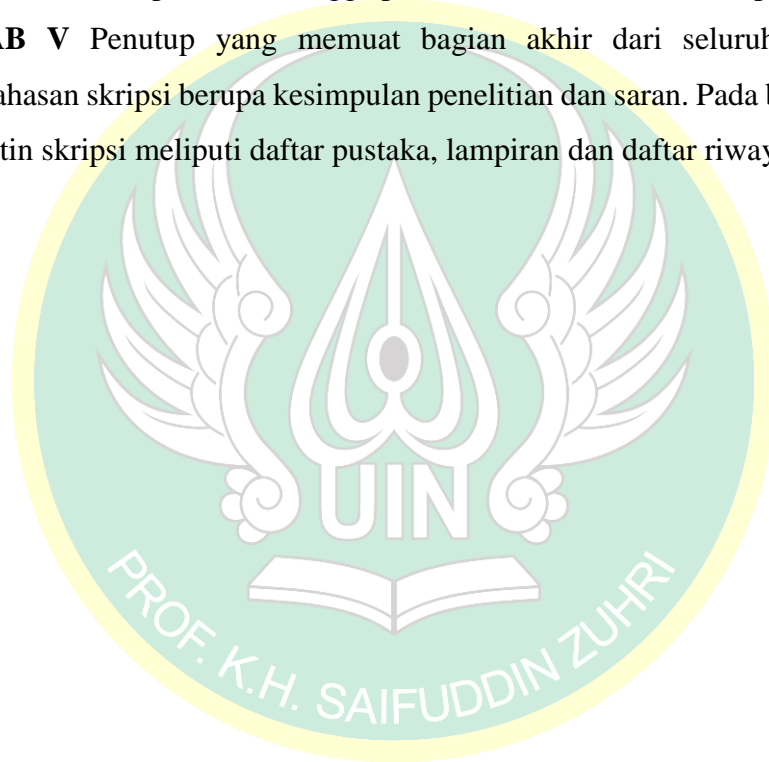 AB V Penutup yang memuat bagian akhir dari seluruh
ahasan skripsi berupa kesimpulan penelitian dan saran. Pada b
tin skripsi meliputi daftar pustaka, lampiran dan daftar riway
UIN
PROF. K.H. SAIFUDDIN ZUHRI